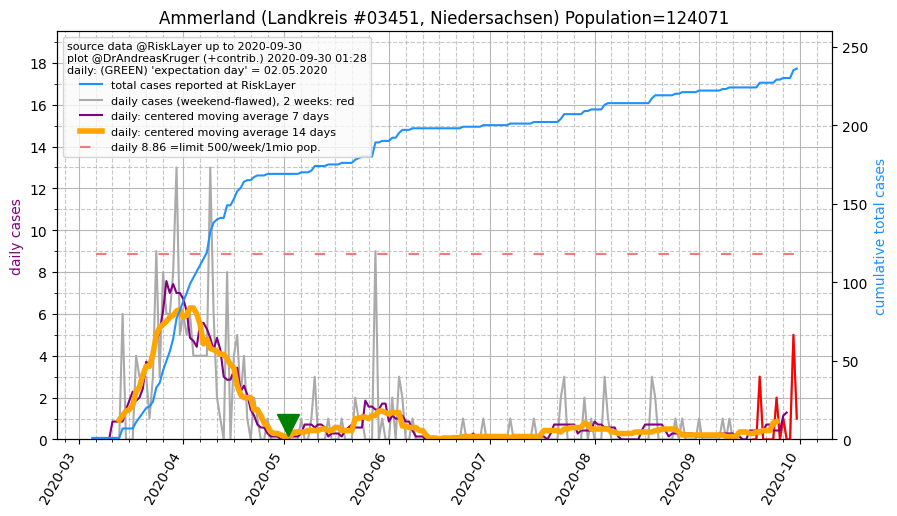 Ammerland (Landkreis #03451, Niedersachsen) Population=124071
source data @RiskLayer up to 2020-09-30
plot @DrAndreasKruger (+contrib.) 2020-09-30 01:28
daily: (GREEN) 'expectation day' = 02.05.2020
total cases reported at RiskLayer
daily cases (weekend-flawed), 2 weeks: red
daily: centered moving average 7 days
daily: centered moving average 14 days
daily 8.86 =limit 500/week/1mio pop.
daily cases
18
16
14
12
10
8
6
4
2
0
250
200
150
100
50
0
cumulative total cases
2020-03
2020-04
2020-05
2020-06
2020-07
2020-08
2020-09
2020-10